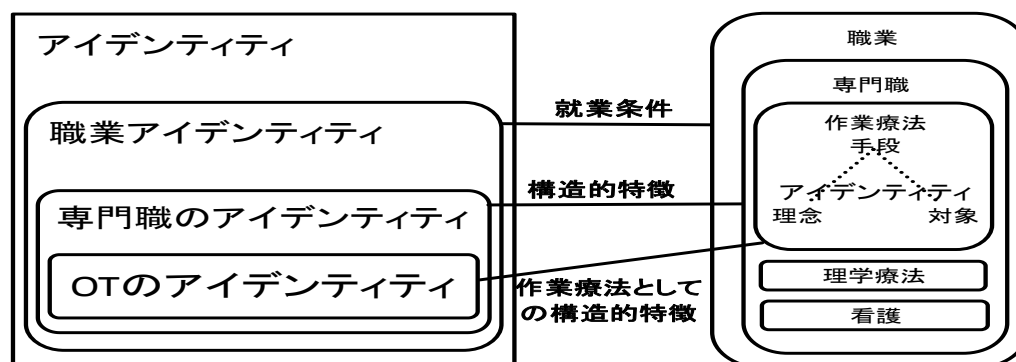 アイデンティティ
職業アイデンティティ
専門職のアイデンティティ
OTのアイデンティティ
就業条件
構造的特徴
作業療法として
の構造的特徴
職業
専門職
作業療法
手段
アイデンティティ
理念 対象
理学療法
看護